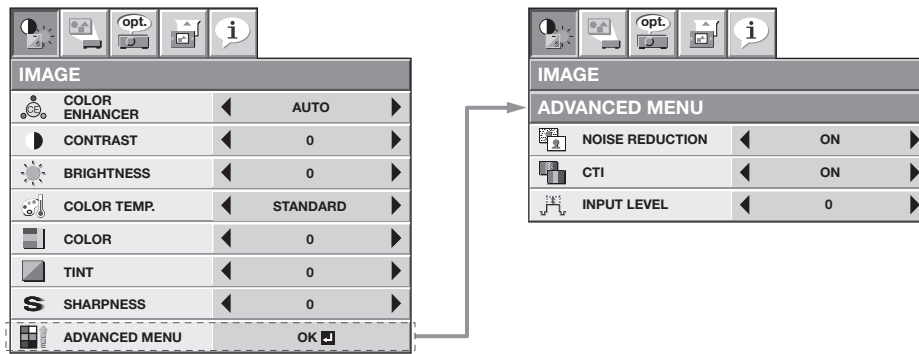 opt.
i
IMAGE
COLOR
ENHANCER
AUTO
CONTRAST
0
BRIGHTNESS
0
COLOR TEMP.
STANDARD
COLOR
0
TINT
0
S
SHARPNESS
0
ADVANCED MENU
OK
opt.
i
IMAGE
ADVANCED MENU
NOISE REDUCTION
ON
CTI
ON
INPUT LEVEL
0